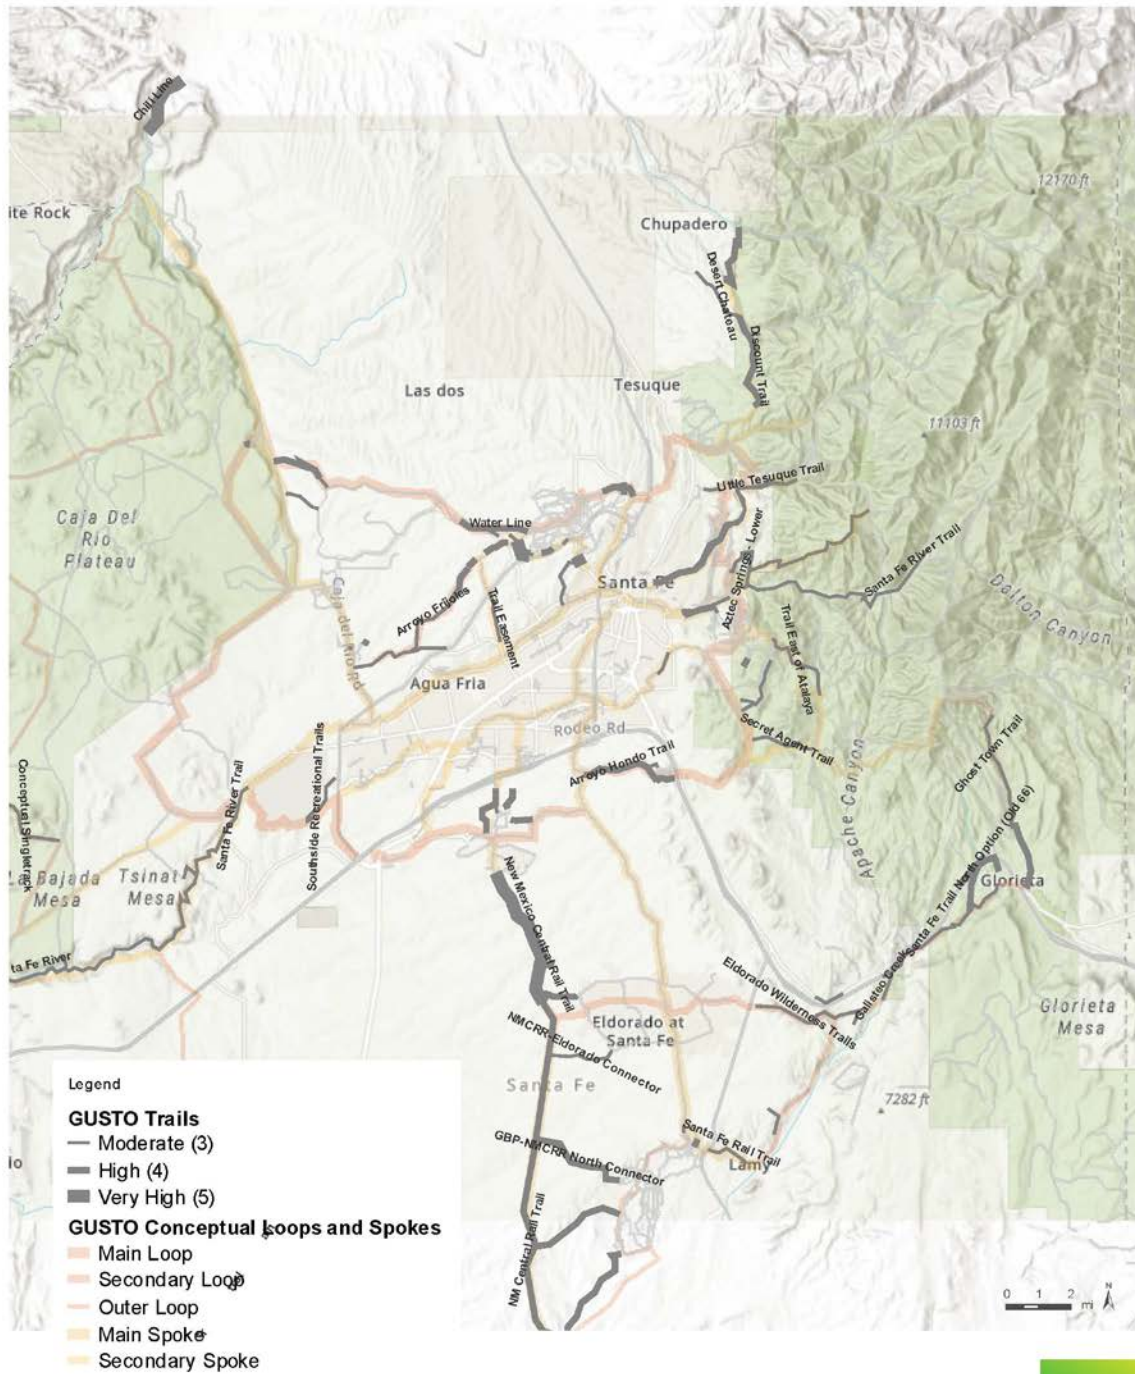 Chili Line
ite Rock
12170 ft
Chupadero
Desert Chateau
Discount Trail
Tesuque
Las dos
11103 ft
Little Tesuque Trail
Caja Del
Rio
Plateau
Water Line
Santa Fe
Aztec Springs - Lower
Santa Fe River Trail
Dalton Canyon
Caja del Rio Rd
Arroyo Frijoles
Trail Easement
Trail East of Atalaya
Agua Fria
Rodeo Rd
Secret Agent Trail
Arroyo Hondo Trail
Apache Canyon
Ghost Town Trail
Conceptual Singletrack
Santa Fe River Trail
Southside Recreational Trails
La Bajada
Mesa
Tsinat
Mesa
Glorieta
Santa Fe Trail North Option (Old 66)
Galisteo Creek
New Mexico Central Rail Trail
ta Fe River
Eldorado Wilderness Trails
Eldorado at
Santa Fe
NMCRR-Eldorado Connector
Glorieta
Mesa
Santa Fe
7282 ft
GBP-NMCRR North Connector
Santa Fe Rail Trail
Lamy
NM Central Rail Trail
io
Legend
GUSTO Trails
Moderate (3)
High (4)
Very High (5)
GUSTO Conceptual Loops and Spokes
Main Loop
Secondary Loop
Outer Loop
Main Spoke
Secondary Spoke
0 1 2
mi
N